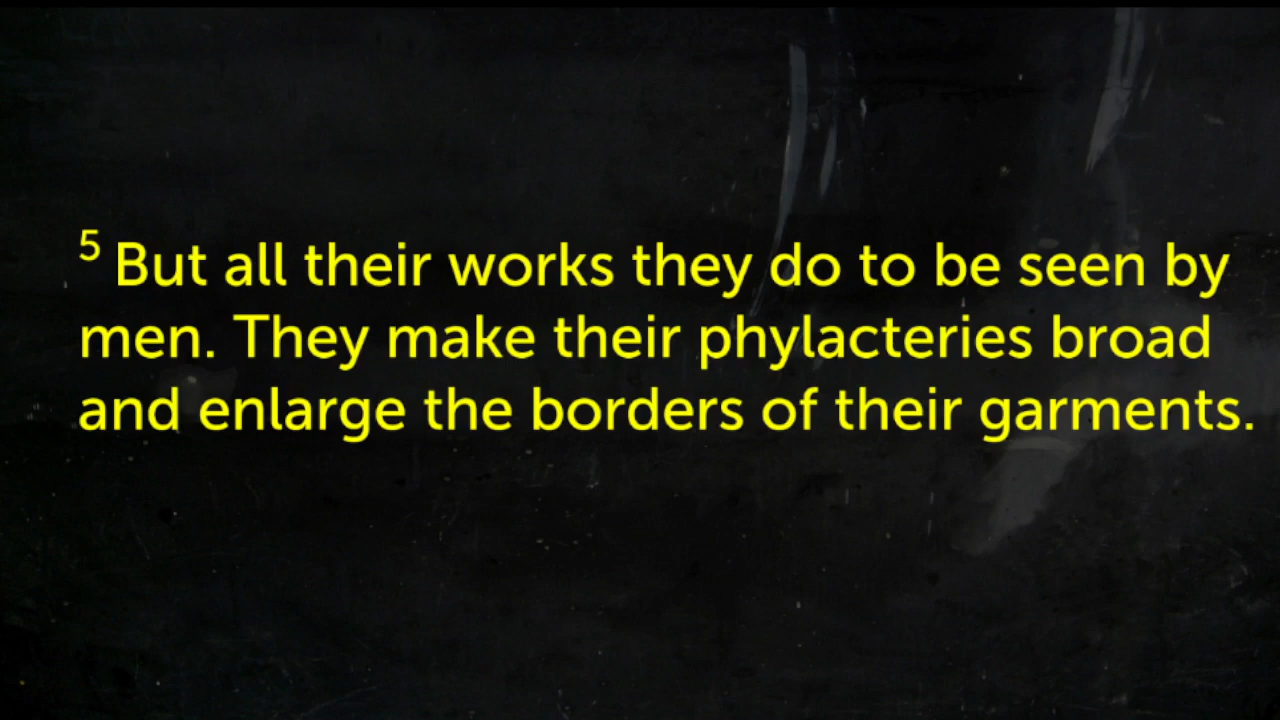 5 But all their works they do to be seen by
men. They make their phylacteries broad
and enlarge the borders of their garments.